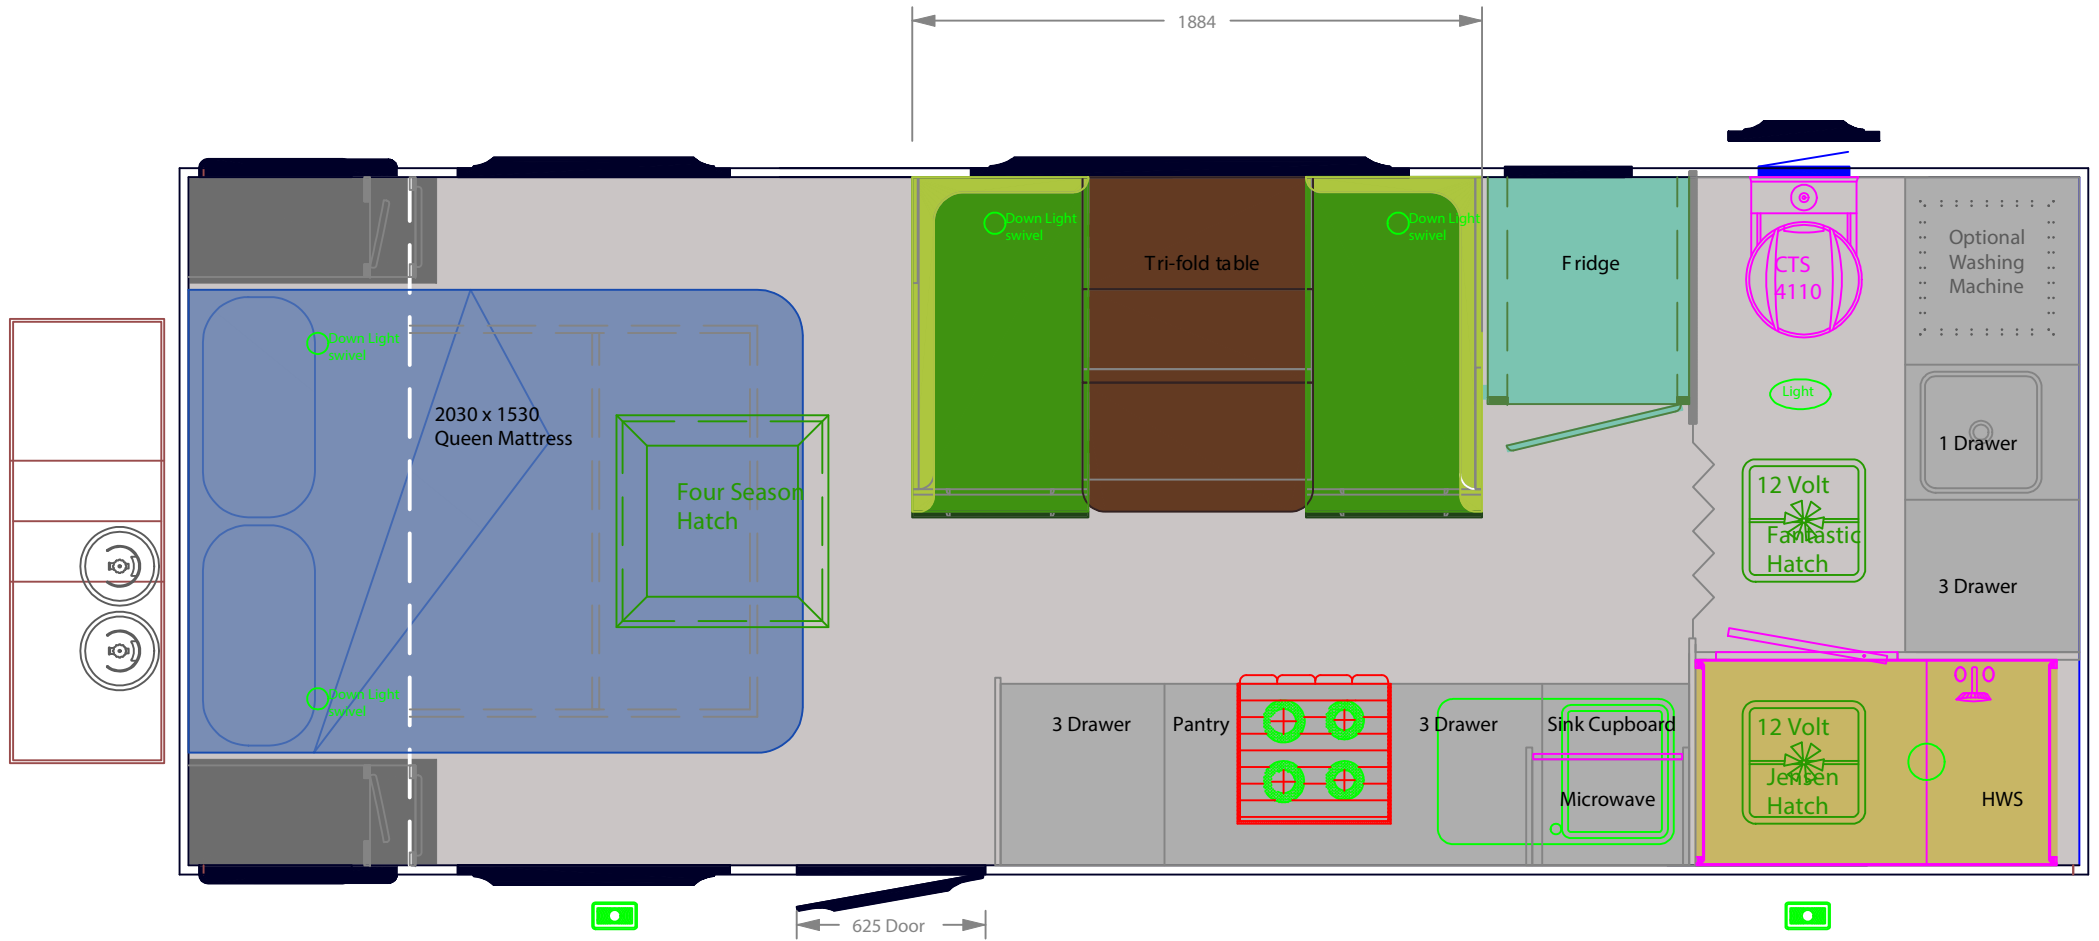 1884
Down Light
swivel
Down Light
swivel
Tri-fold table
Fridge
CTS
4110
Optional
Washing
Machine
Down Light
swivel
2030 x 1530
Queen Mattress
Light
1 Drawer
Four Season
Hatch
12 Volt
Fantastic
Hatch
3 Drawer
Down Light
swivel
3 Drawer
Pantry
3 Drawer
Sink Cupboard
12 Volt
Jensen
Hatch
Microwave
HWS
625 Door